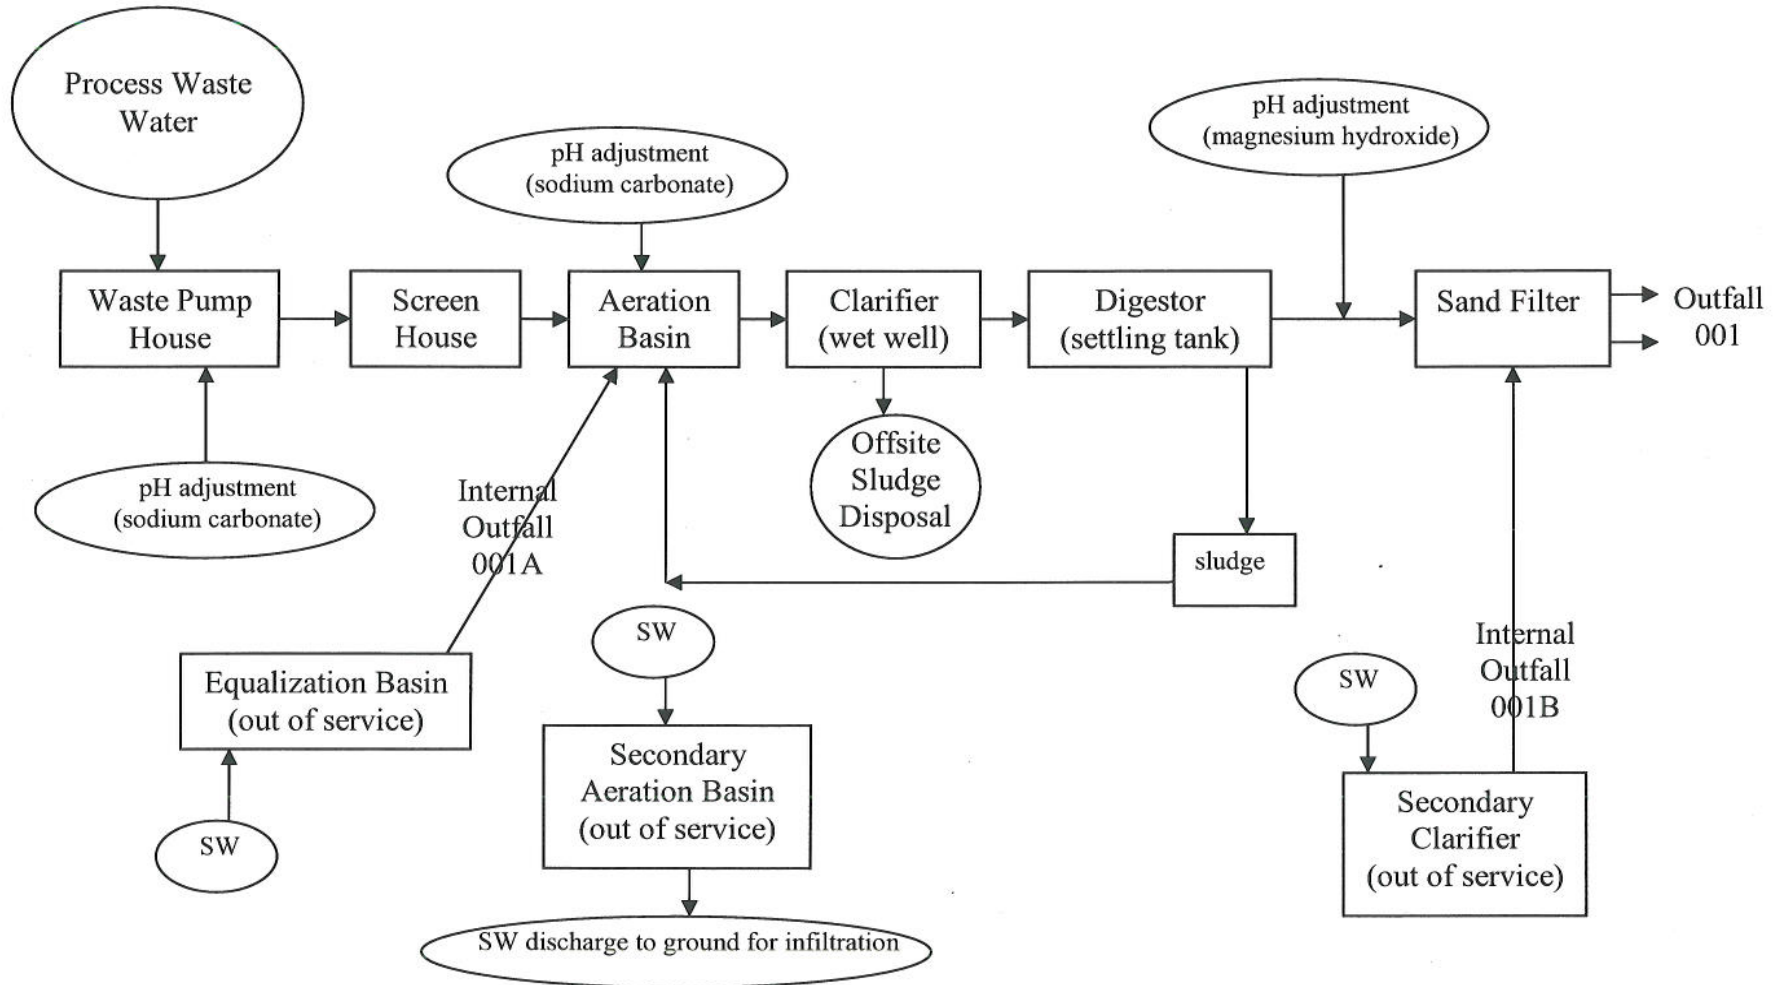 Process Waste
Water
pH adjustment
(sodium carbonate)
pH adjustment
(magnesium hydroxide)
Waste Pump
House
Screen
House
Aeration
Basin
Clarifier
(wet well)
Digestor
(settling tank)
Sand Filter
Outfall
001
pH adjustment
(sodium carbonate)
Internal
Outfall
001A
Offsite
Sludge
Disposal
sludge
SW
Equalization Basin
(out of service)
SW
Secondary
Aeration Basin
(out of service)
SW discharge to ground for infiltration
SW
Internal
Outfall
001B
Secondary
Clarifier
(out of service)